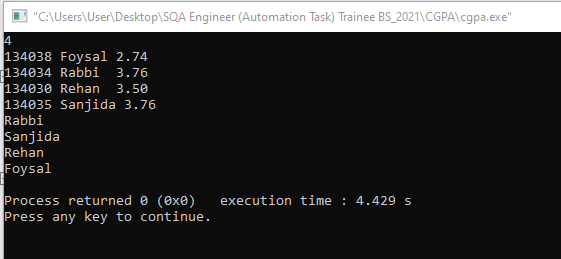 "C:\Users\User\Desktop\SQA Engineer (Automation Task) Trainee BS_2021\CGPA\cgpa.exe"
4
134038 Foysal 2.74
134034 Rabbi  3.76
134030 Rehan  3.50
134035 Sanjida 3.76
Rabbi
Sanjida
Rehan
Foysal
Process returned 0 (0x0)   execution time : 4.429 s
Press any key to continue.